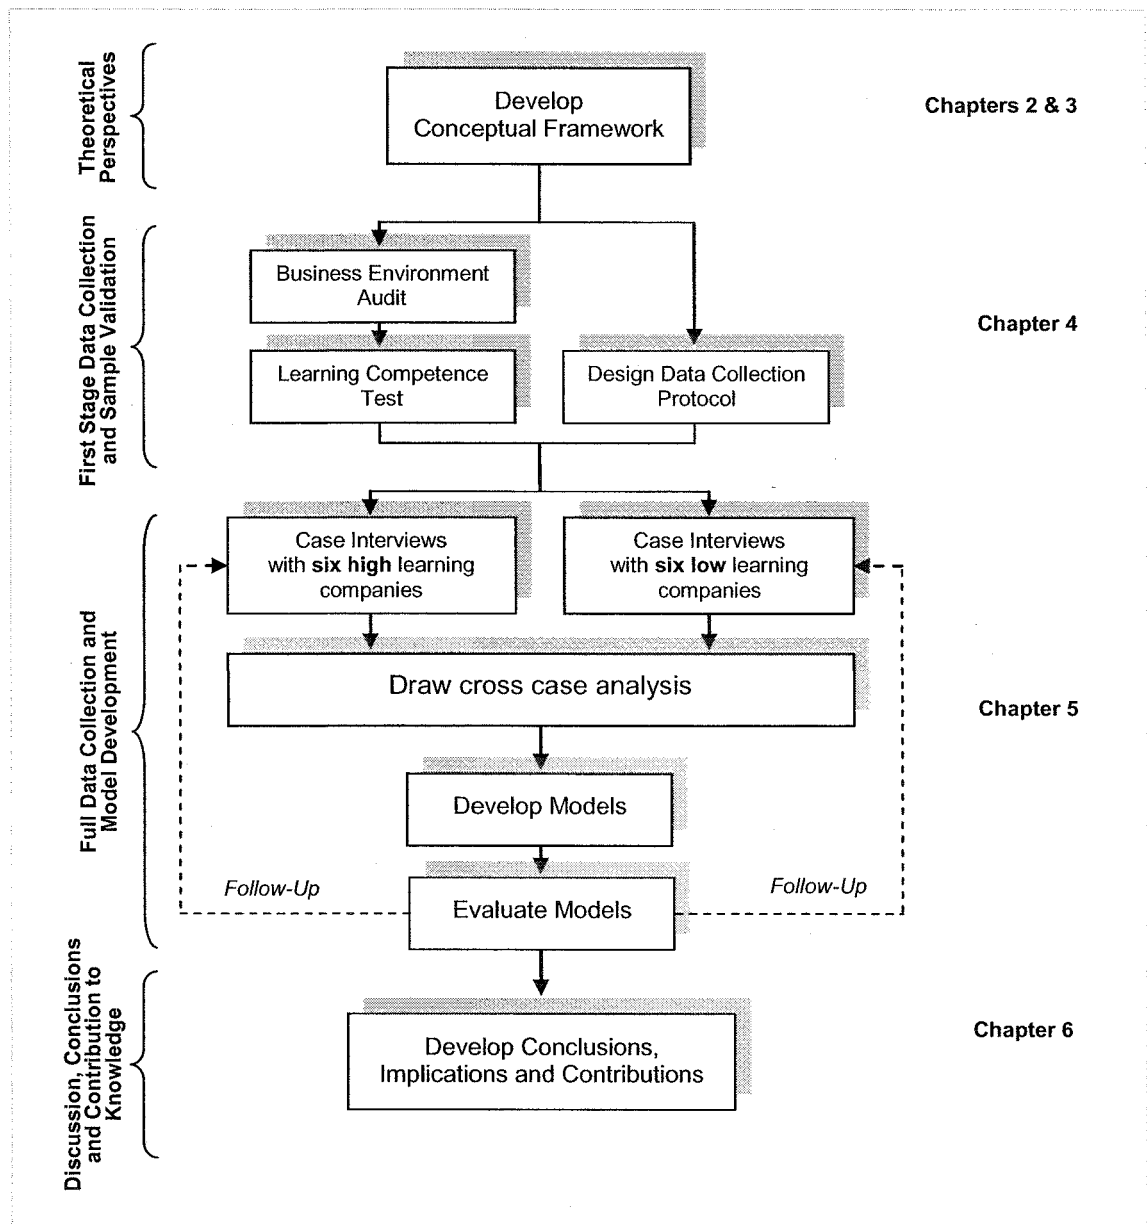 Theoretical
Perspectives
Develop
Conceptual Framework
Chapters 2 & 3
First Stage Data Collection
and Sample Validation
Business Environment
Audit
Learning Competence
Test
Design Data Collection
Protocol
Chapter 4
Full Data Collection and
Model Development
Case Interviews
with six high learning
companies
Case Interviews
with six low learning
companies
Draw cross case analysis
Chapter 5
Develop Models
Follow-Up
Evaluate Models
Follow-Up
Discussion, Conclusions
and Contribution to
Knowledge
Develop Conclusions,
Implications and Contributions
Chapter 6